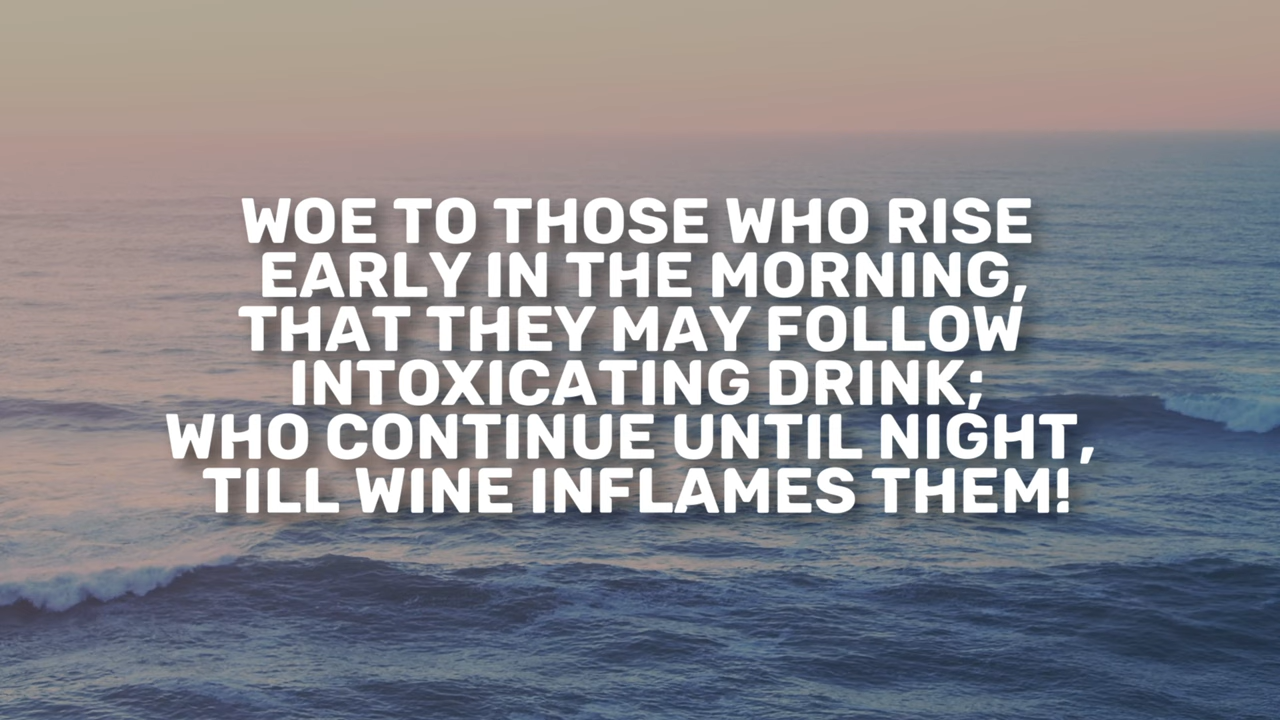 WOE TO THOSE WHO RISE
EARLY IN THE MORNING,
THAT THEY MAY FOLLOW
INTOXICATING DRINK;
WHO CONTINUE UNTIL NIGHT,
TILL WINE INFLAMES THEM!